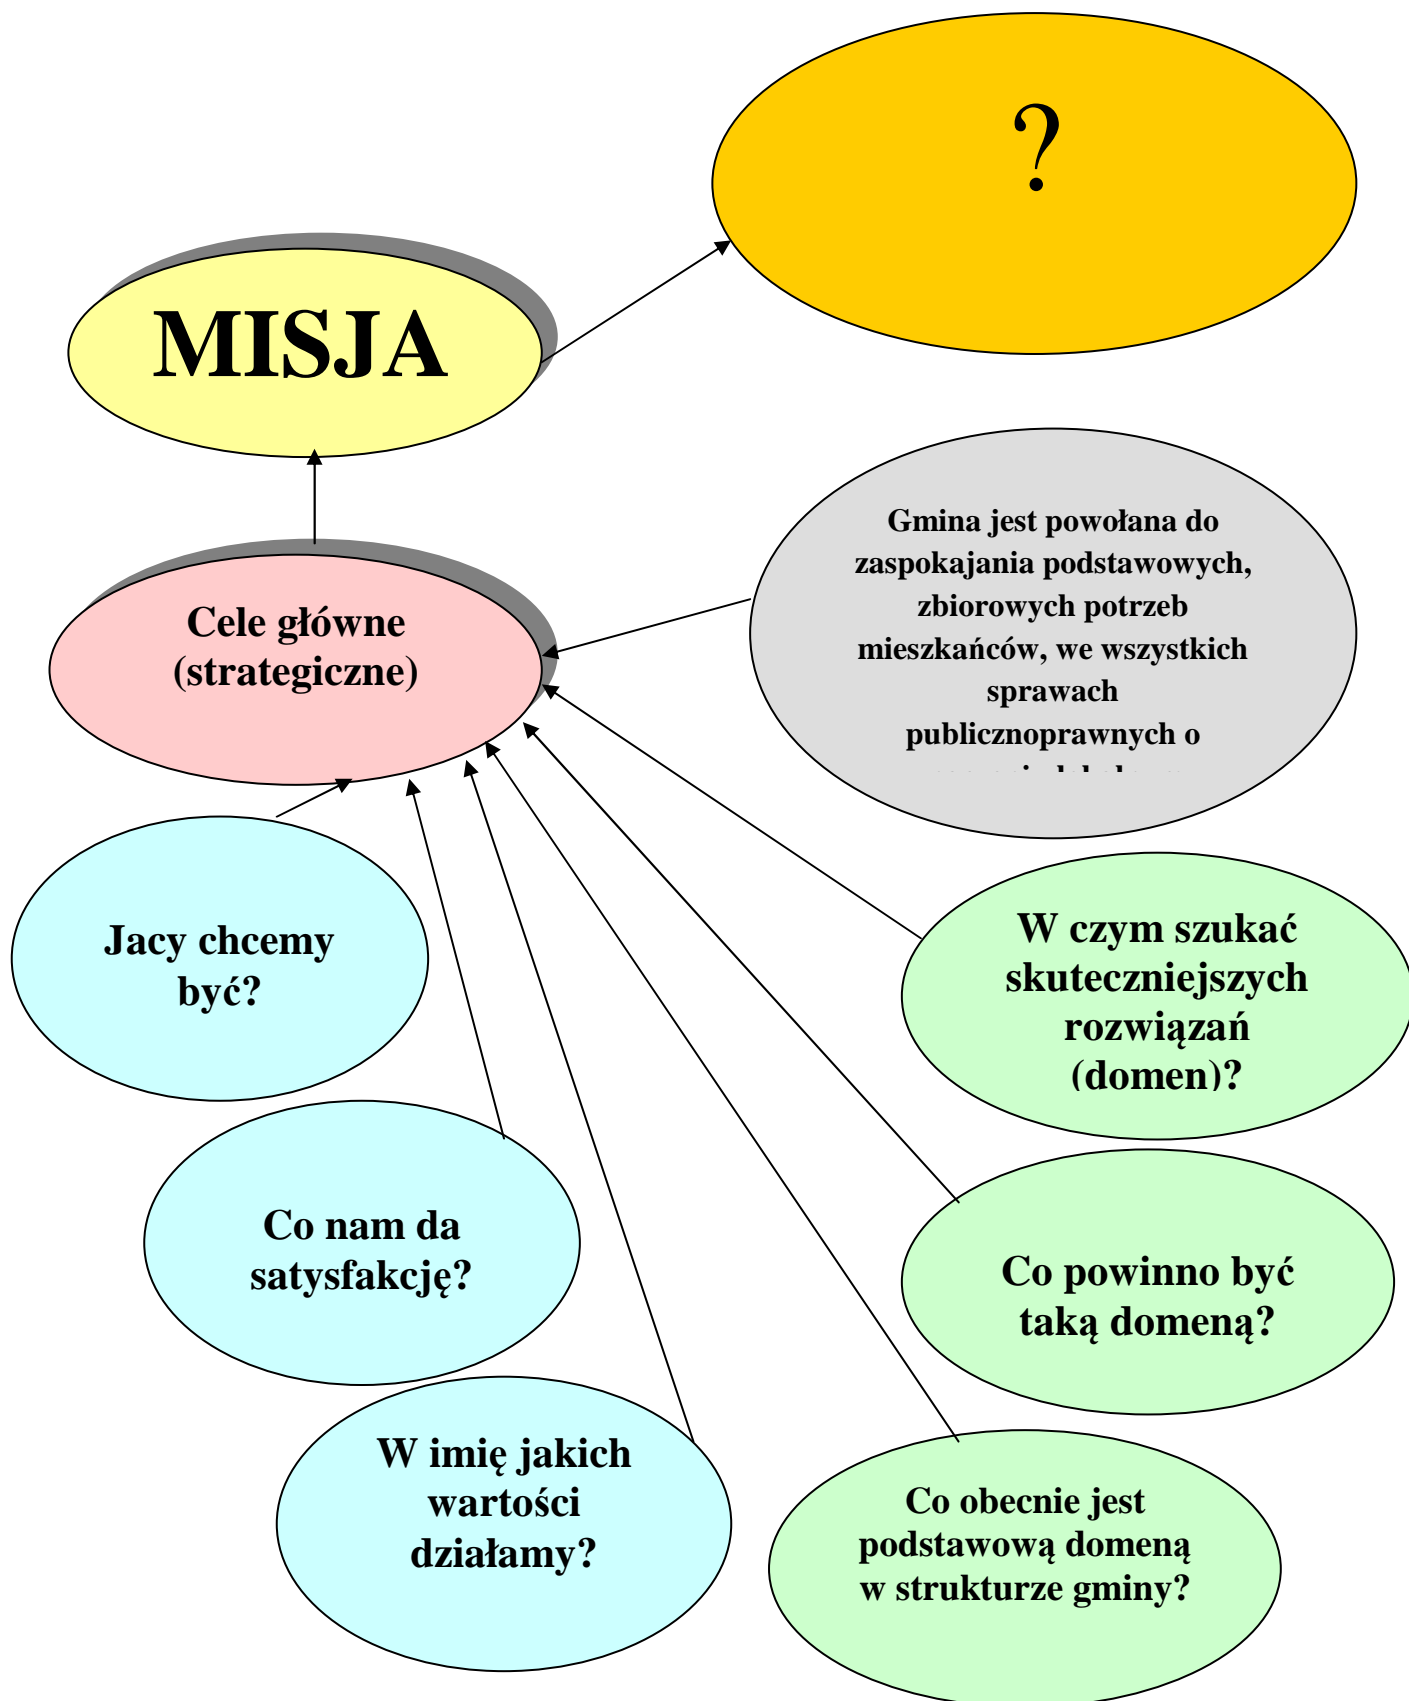 ?
MISJA
Gmina jest powołana do
zaspokajania podstawowych,
zbiorowych potrzeb
mieszkańców, we wszystkich
sprawach
publicznoprawnych o
Cele główne
(strategiczne)
Jacy chcemy
być?
W czym szukać
skuteczniejszych
rozwiązań
(domen)?
Co nam da
satysfakcję?
Co powinno być
taką domeną?
W imię jakich
wartości
działamy?
Co obecnie jest
podstawową domeną
w strukturze gminy?